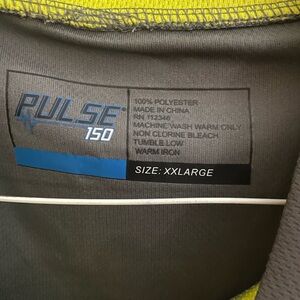 PULSE
150
100% POLYESTER
MADE IN CHINA
RN 112346
MACHINE WASH WARM ONLY
NON CLORINE BLEACH
TUMBLE LOW
WARM IRON
SIZE: XXLARGE